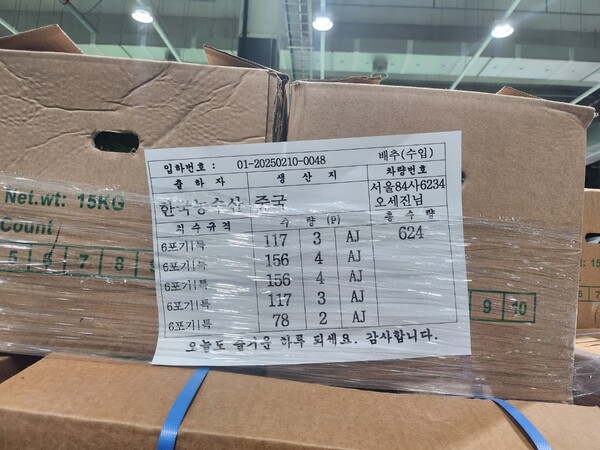 입하번호 : 01-20250210-0048 배추(수입)
출하자 생산지 차량번호
한국농수산 중국 서울84사6234
오세진님
외수규격 수량(P) 총수량
6포기|특 117 3 AJ 624
6포기|특 156 4 AJ
6포기|특 156 4 AJ
6포기|특 117 3 AJ
6포기|특 78 2 AJ
오늘도 즐거운 하루 되세요. 감사합니다.
Net.wt: 15KG
Count
5 6 7 8 9 10